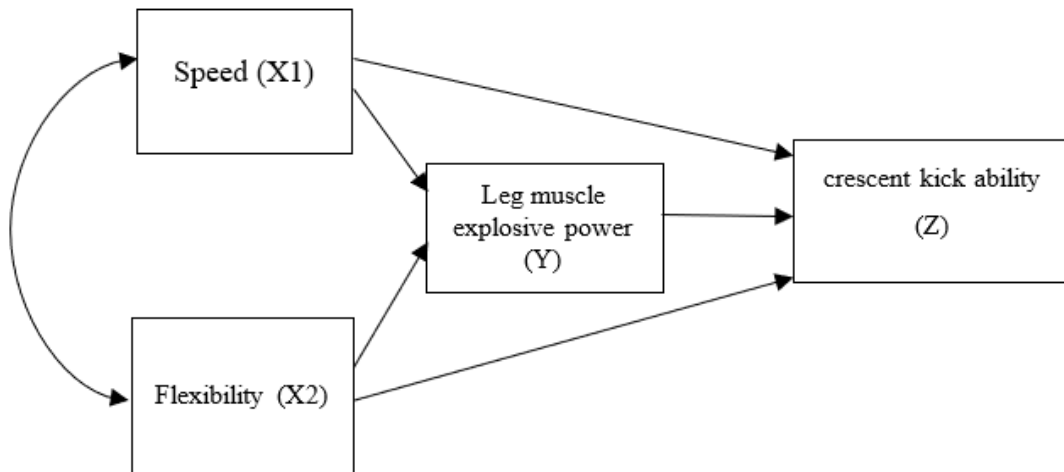 Speed (X1)
Leg muscle
explosive power
(Y)
crescent kick ability
(Z)
Flexibility (X2)